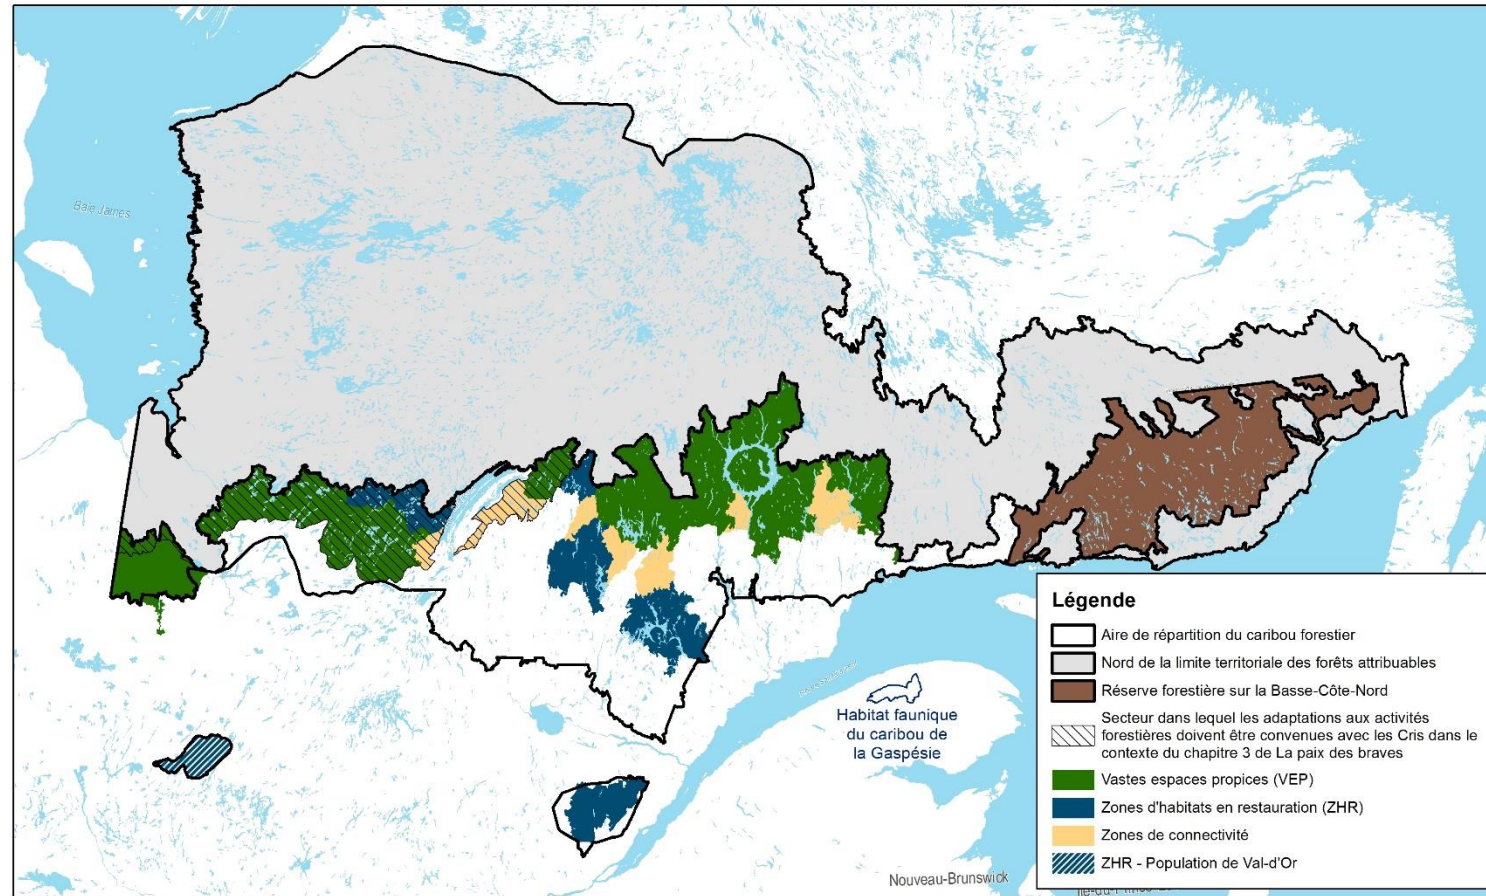 Baie James
Habitat faunique
du caribou de
la Gaspésie
Nouveau-Brunswick
Légende
Aire de répartition du caribou forestier
Nord de la limite territoriale des forêts attribuables
Réserve forestière sur la Basse-Côte-Nord
Secteur dans lequel les adaptations aux activités
forestières doivent être convenues avec les Cris dans le
contexte du chapitre 3 de La paix des braves
Vastes espaces propices (VEP)
Zones d'habitats en restauration (ZHR)
Zones de connectivité
ZHR - Population de Val-d'Or